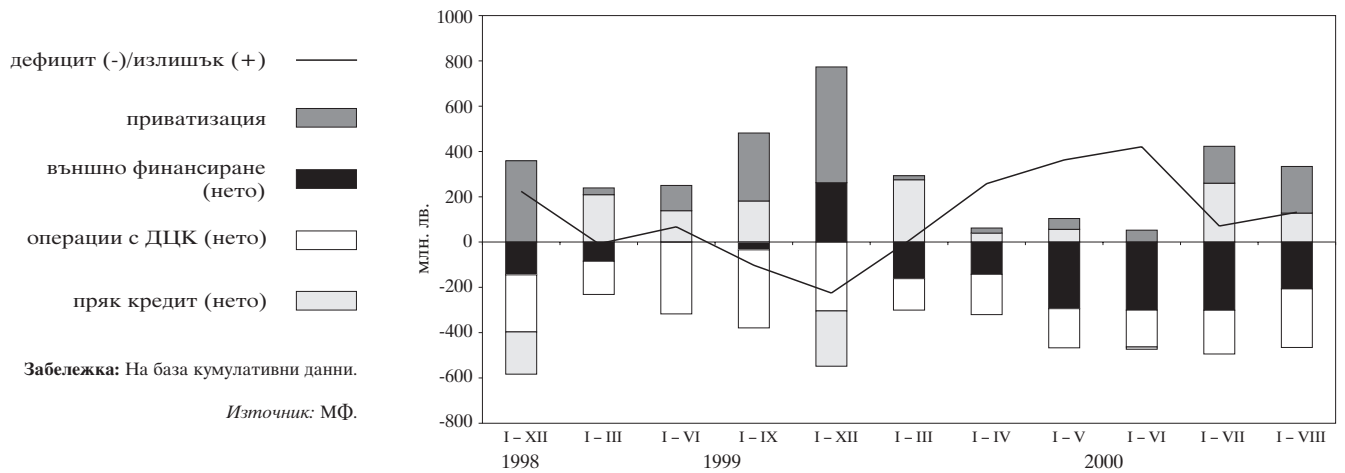 дефицит (-)/излишък (+)
приватизация
външно финансиране
(нето)
операции с ДЦК (нето)
пряк кредит (нето)
Забележка: На база кумулативни данни.
Източник: МФ.
млн. лв.
1000
800
600
400
200
0
-200
-400
-600
-800
I – XII I – III I – VI I – IX I – XII I – III I – IV I – V I – VI I – VII I – VIII
1998 1999 2000